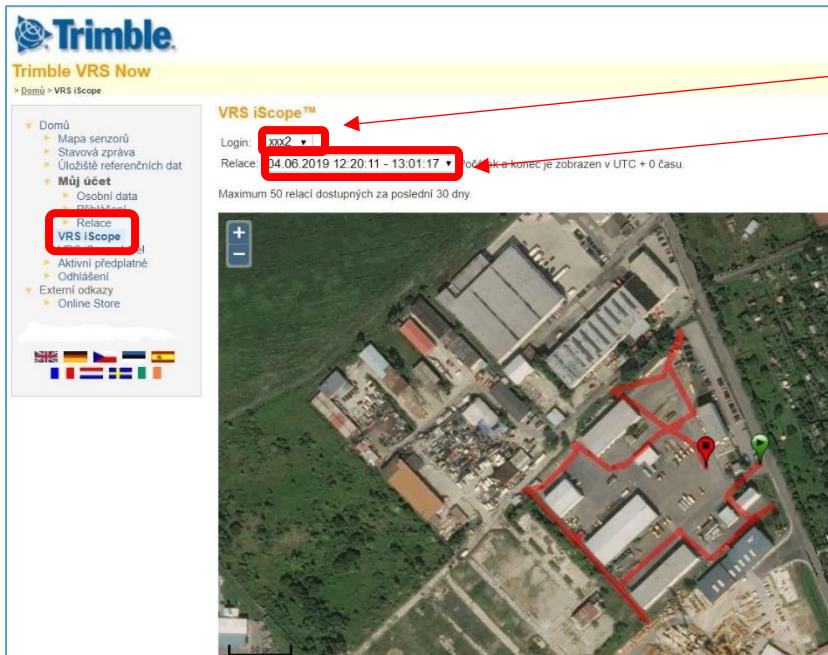 Trimble.
Trimble VRS Now
> Domů > VRS iScope
Domů
Mapa senzorů
Stavová zpráva
Úložiště referenčních dat
Můj účet
Osobní data
Přihlášení
Relace
VRS iScope
Aktivní předplatné
Odhlášení
Externí odkazy
Online Store
VRS iScope™
Login: xxx2
Relace: 04.06.2019 12:20:11 - 13:01:17 Počátek a konec je zobrazen v UTC + 0 času.
Maximum 50 relací dostupných za poslední 30 dny.
+
−